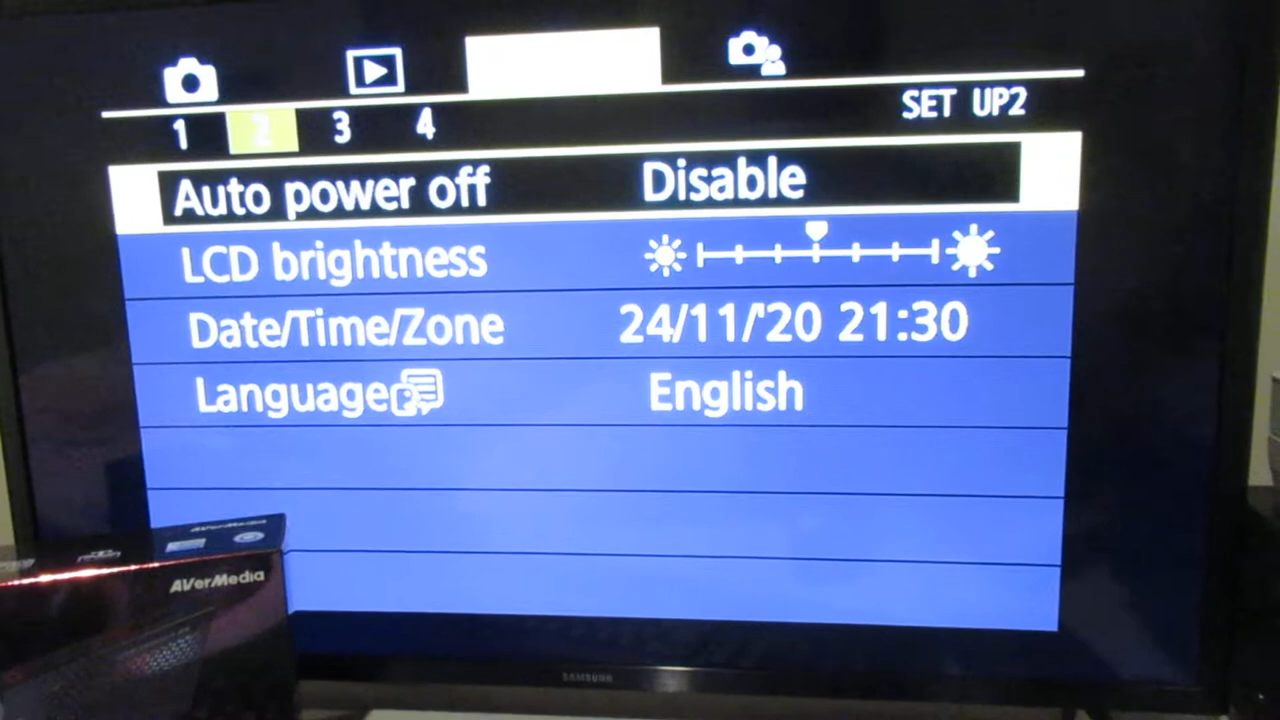 1 2 3 4
SET UP2
Auto power off Disable
LCD brightness
Date/Time/Zone 24/11/'20 21:30
Language English
AVerMedia
AVerMedia
SAMSUNG